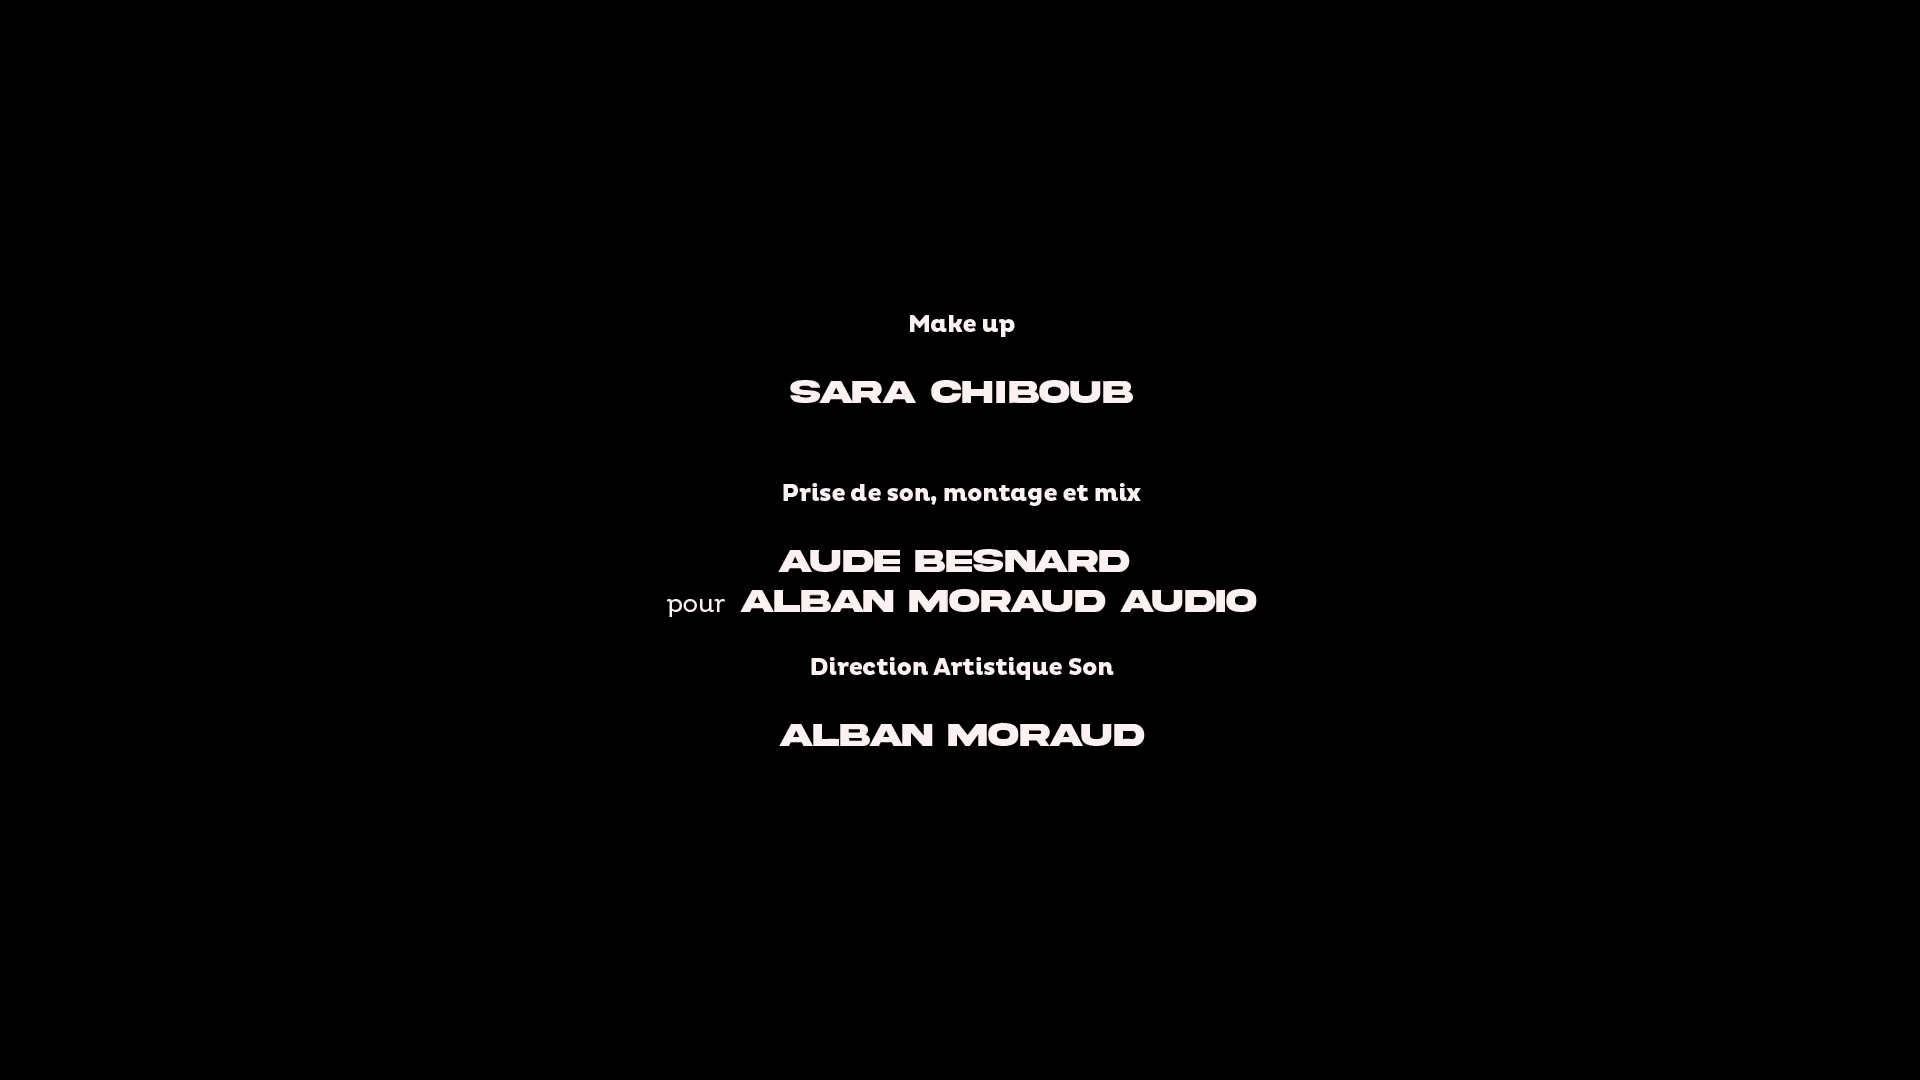 Make up
SARA CHIBOUB
Prise de son, montage et mix
AUDE BESNARD
pour ALBAN MORAUD AUDIO
Direction Artistique Son
ALBAN MORAUD